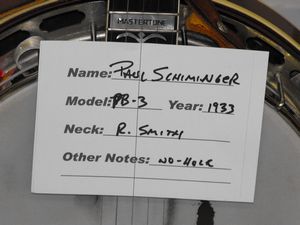 MASTERTONE
Name: PAUL SCHIMINGER
Model: PB-3 Year: 1933
Neck: R. SMITH
Other Notes: NO-HOLE